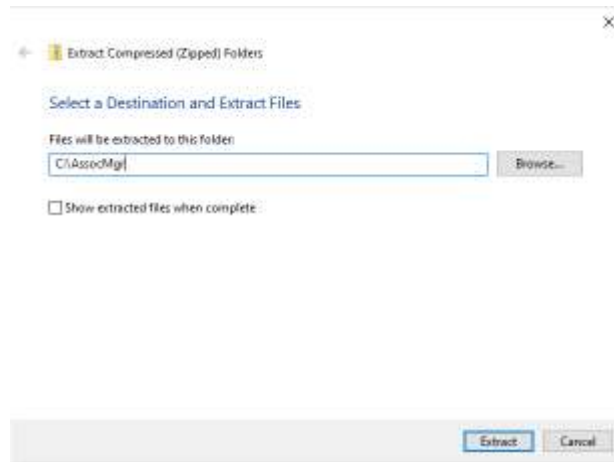 Extract Compressed (Zipped) Folders
Select a Destination and Extract Files
Files will be extracted to this folder:
C:\AssocMgr
Browse...
Show extracted files when complete
Extract
Cancel